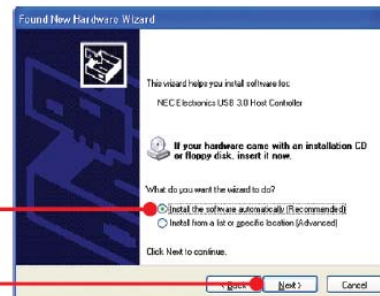 Found New Hardware Wizard
This wizard helps you install software for:
NEC Electronics USB 3.0 Host Controller
If your hardware came with an installation CD
or floppy disk, insert it now.
What do you want the wizard to do?
Install the software automatically (Recommended)
Install from a list or specific location (Advanced)
Click Next to continue.
< Back
Next >
Cancel